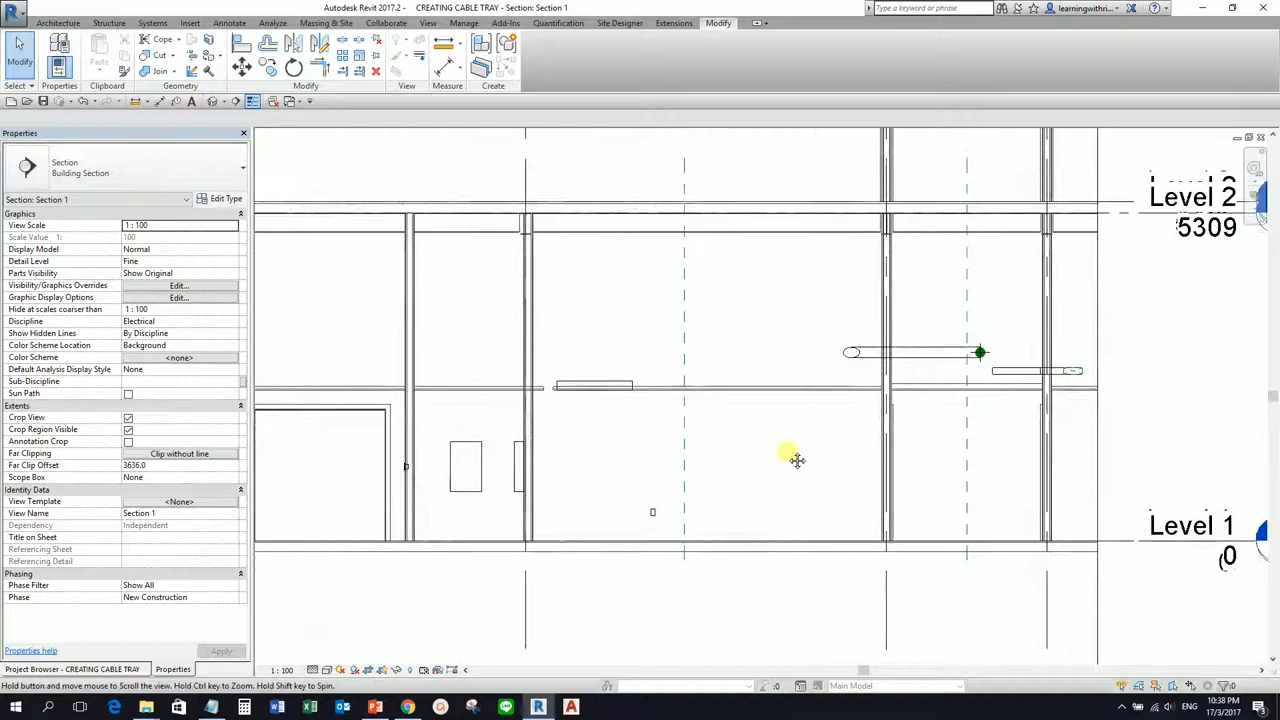 Autodesk Revit 2017.2 -    CREATING CABLE TRAY - Section: Section 1
Type a keyword or phrase
learningwithri...
Architecture Structure Systems Insert Annotate Analyze Massing & Site Collaborate View Manage Add-Ins Quantification Site Designer Extensions Modify
Modify
Properties
Paste
Cope
Cut
Join
Select Properties Clipboard Geometry Modify View Measure Create
Properties
Section
Building Section
Section: Section 1
Edit Type
Graphics
View Scale 1 : 100
Scale Value 1: 100
Display Model Normal
Detail Level Fine
Parts Visibility Show Original
Visibility/Graphics Overrides Edit...
Graphic Display Options Edit...
Hide at scales coarser than 1 : 100
Discipline Electrical
Show Hidden Lines By Discipline
Color Scheme Location Background
Color Scheme <none>
Default Analysis Display Style None
Sub-Discipline
Sun Path
Extents
Crop View
Crop Region Visible
Annotation Crop
Far Clipping Clip without line
Far Clip Offset 3636.0
Scope Box None
Identity Data
View Template <None>
View Name Section 1
Dependency Independent
Title on Sheet
Referencing Sheet
Referencing Detail
Phasing
Phase Filter Show All
Phase New Construction
Properties help
Apply
Project Browser - CREATING CABLE TRAY Properties
Level 2
5309
Level 1
0
1 : 100
Hold button and move mouse to Scroll the view. Hold Ctrl key to Zoom. Hold Shift key to Spin.
:0
Main Model
:0
10:38 PM
17/3/2017